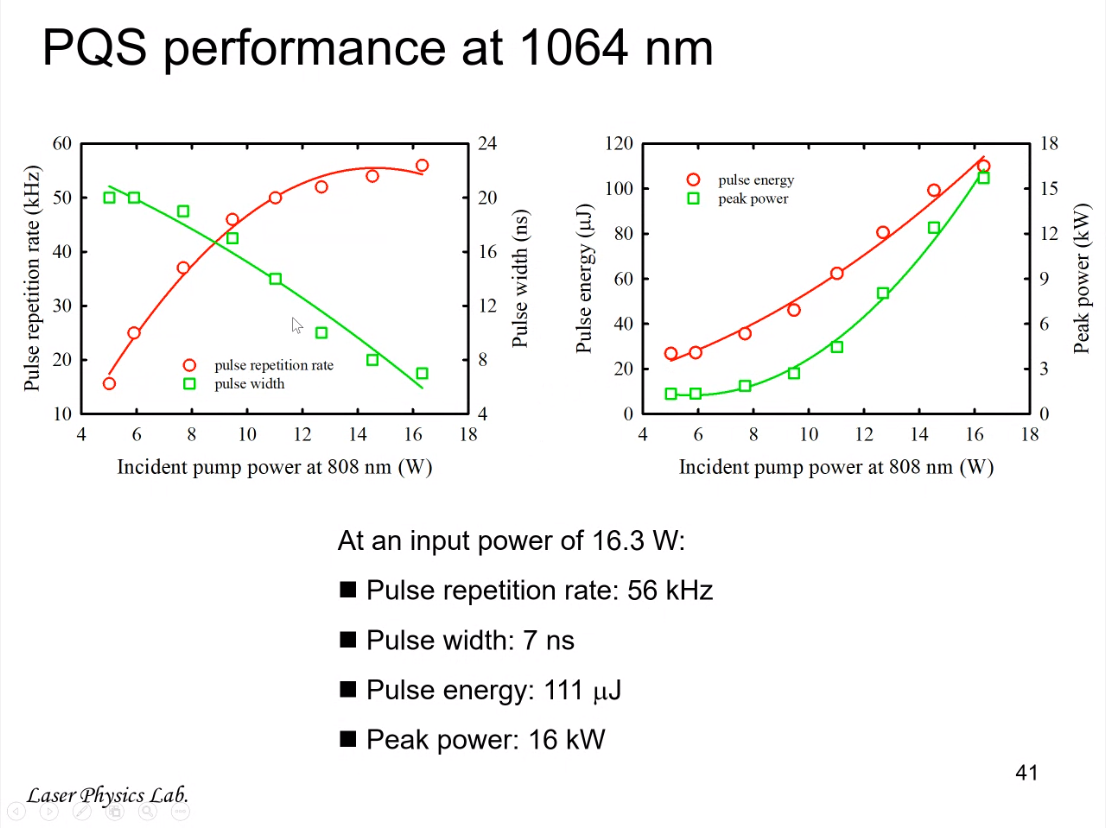 PQS performance at 1064 nm
60
50
40
30
20
10
24
20
16
12
8
4
4 6 8 10 12 14 16 18
Pulse repetition rate (kHz)
Pulse width (ns)
pulse repetition rate
pulse width
Incident pump power at 808 nm (W)
120
100
80
60
40
20
0
18
15
12
9
6
3
0
4 6 8 10 12 14 16 18
Pulse energy (μJ)
Peak power (kW)
pulse energy
peak power
Incident pump power at 808 nm (W)
At an input power of 16.3 W:
■ Pulse repetition rate: 56 kHz
■ Pulse width: 7 ns
■ Pulse energy: 111 μJ
■ Peak power: 16 kW
41
Laser Physics Lab.